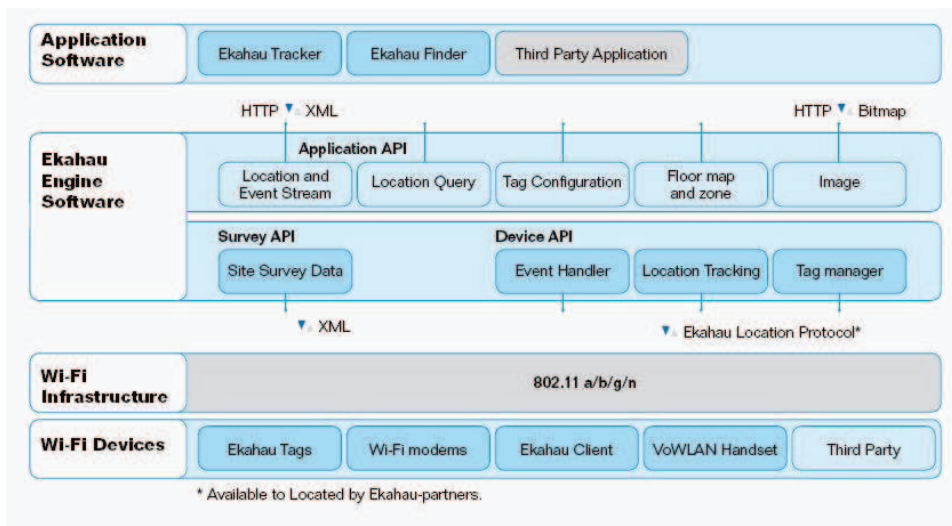 Application
Software
Ekahau Tracker
Ekahau Finder
Third Party Application
HTTP XML
HTTP Bitmap
Ekahau
Engine
Software
Application API
Location and
Event Stream
Location Query
Tag Configuration
Floor map
and zone
Image
Survey API
Device API
Site Survey Data
Event Handler
Location Tracking
Tag manager
XML
Ekahau Location Protocol*
Wi-Fi
Infrastructure
802.11 a/b/g/n
Wi-Fi Devices
Ekahau Tags
Wi-Fi modems
Ekahau Client
VoWLAN Handset
Third Party
* Available to Located by Ekahau-partners.